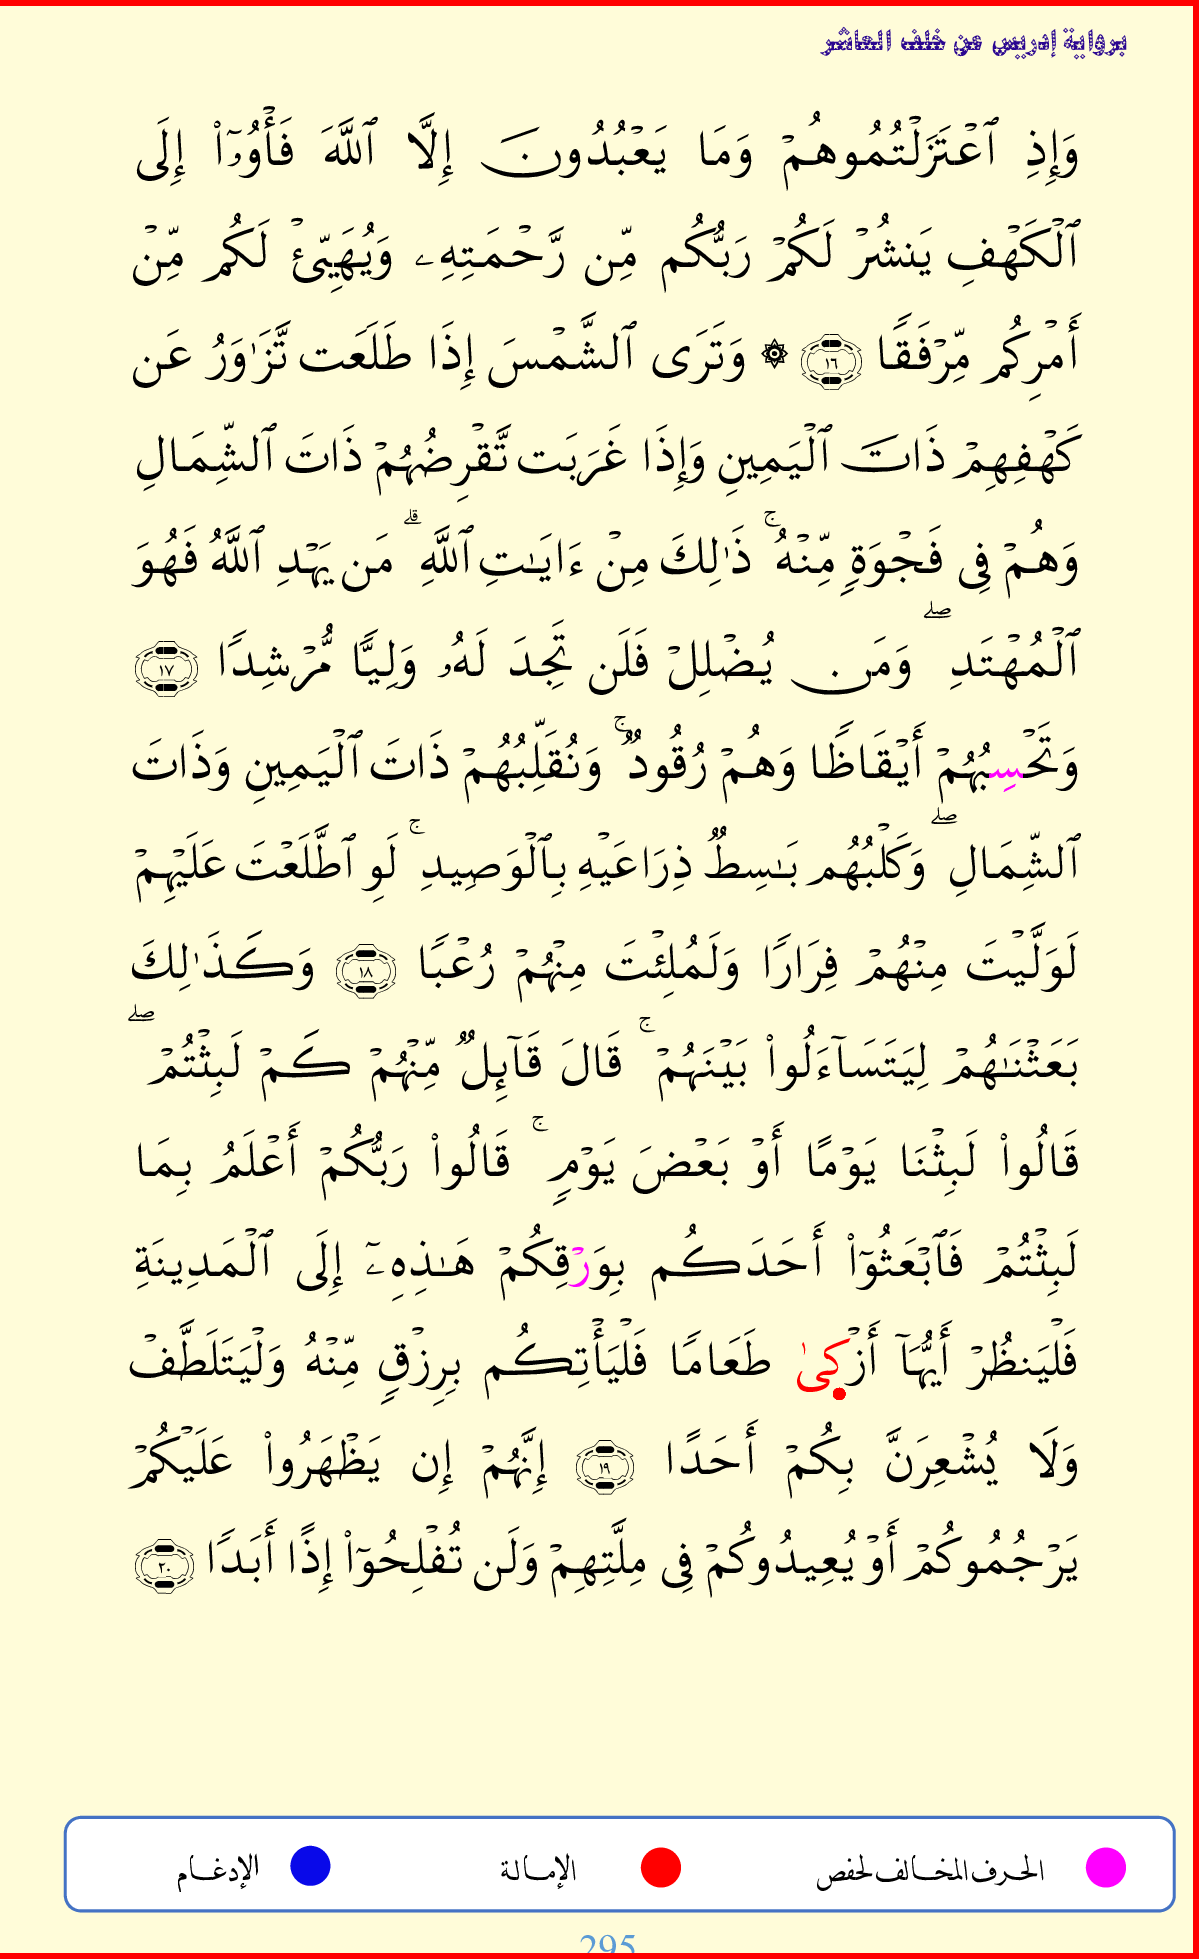 برواية إدريس عن خلف العاشر
وَإِذِ ٱعْتَزَلْتُمُوهُمْ وَمَا يَعْبُدُونَ إِلَّا ٱللَّهَ فَأْوُۥٓا۟ إِلَى
ٱلْكَهْفِ يَنشُرْ لَكُمْ رَبُّكُم مِّن رَّحْمَتِهِۦ وَيُهَيِّئْ لَكُم مِّنْ
أَمْرِكُم مِّرْفَقًا ١٦ ۞ وَتَرَى ٱلشَّمْسَ إِذَا طَلَعَت تَّزَٰوَرُ عَن
كَهْفِهِمْ ذَاتَ ٱلْيَمِينِ وَإِذَا غَرَبَت تَّقْرِضُهُمْ ذَاتَ ٱلشِّمَالِ
وَهُمْ فِى فَجْوَةٍ مِّنْهُ ۚ ذَٰلِكَ مِنْ ءَايَـٰتِ ٱللَّهِ ۗ مَن يَهْدِ ٱللَّهُ فَهُوَ
ٱلْمُهْتَدِ ۖ وَمَن يُضْلِلْ فَلَن تَجِدَ لَهُۥ وَلِيًّا مُّرْشِدًا ١٧
وَتَحْسِبُهُمْ أَيْقَاظًا وَهُمْ رُقُودٌ ۚ وَنُقَلِّبُهُمْ ذَاتَ ٱلْيَمِينِ وَذَاتَ
ٱلشِّمَالِ ۖ وَكَلْبُهُم بَـٰسِطٌ ذِرَاعَيْهِ بِٱلْوَصِيدِ ۚ لَوِ ٱطَّلَعْتَ عَلَيْهِمْ
لَوَلَّيْتَ مِنْهُمْ فِرَارًا وَلَمُلِئْتَ مِنْهُمْ رُعْبًا ١٨ وَكَذَٰلِكَ
بَعَثْنَـٰهُمْ لِيَتَسَآءَلُوا۟ بَيْنَهُمْ ۚ قَالَ قَآئِلٌ مِّنْهُمْ كَمْ لَبِثْتُمْ ۖ
قَالُوا۟ لَبِثْنَا يَوْمًا أَوْ بَعْضَ يَوْمٍ ۚ قَالُوا۟ رَبُّكُمْ أَعْلَمُ بِمَا
لَبِثْتُمْ فَٱبْعَثُوٓا۟ أَحَدَكُم بِوَرْقِكُمْ هَـٰذِهِۦٓ إِلَى ٱلْمَدِينَةِ
فَلْيَنظُرْ أَيُّهَآ أَزْكَىٰ طَعَامًا فَلْيَأْتِكُم بِرِزْقٍ مِّنْهُ وَلْيَتَلَطَّفْ
وَلَا يُشْعِرَنَّ بِكُمْ أَحَدًا ١٩ إِنَّهُمْ إِن يَظْهَرُوا۟ عَلَيْكُمْ
يَرْجُمُوكُمْ أَوْ يُعِيدُوكُمْ فِى مِلَّتِهِمْ وَلَن تُفْلِحُوٓا۟ إِذًا أَبَدًا ٢٠
الحرف المخالف لحفص الإمالة الإدغام
295